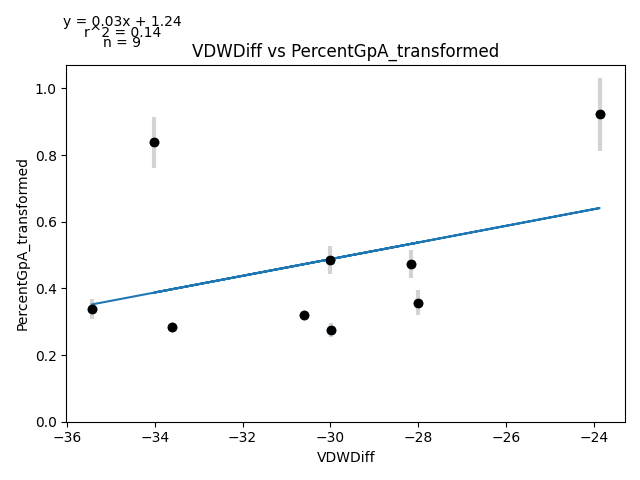 y = 0.03x + 1.24
r^2 = 0.14
n = 9
VDWDiff vs PercentGpA_transformed
1.0
0.8
0.6
0.4
0.2
0.0
PercentGpA_transformed
−36
−34
−32
−30
−28
−26
−24
VDWDiff